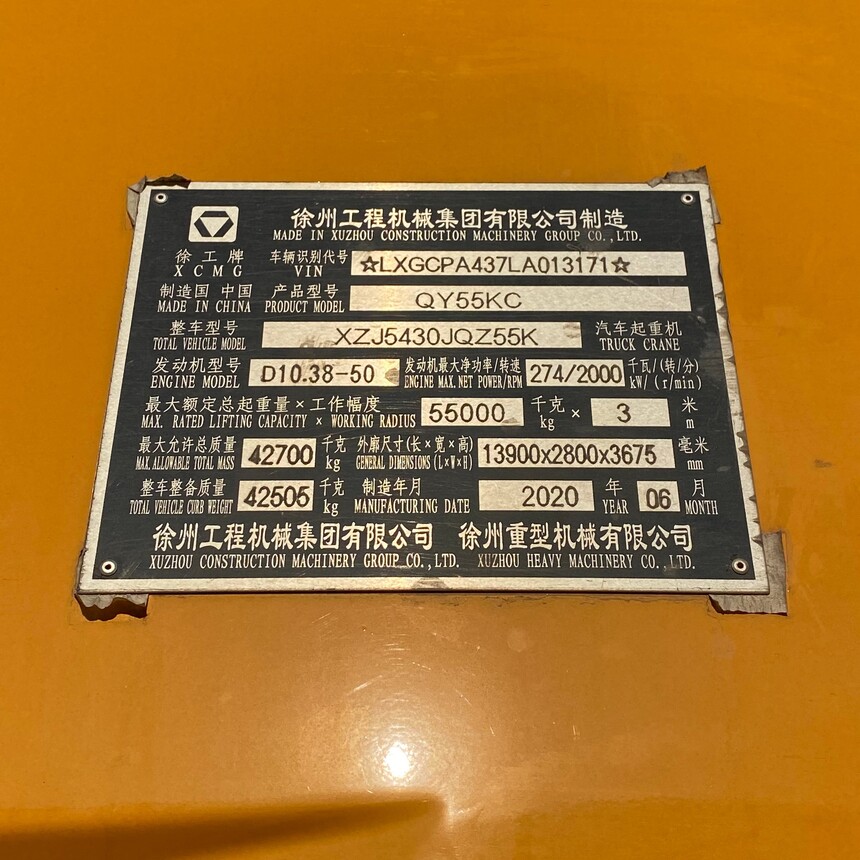 徐州工程机械集团有限公司制造
MADE IN XUZHOU CONSTRUCTION MACHINERY GROUP CO.,LTD.
徐工牌 车辆识别代号 ☆LXGCPA437LA013171☆
XCMG VIN
制造国 中国 产品型号 QY55KC
MADE IN CHINA PRODUCT MODEL
整车型号 XZJ5430JQZ55K 汽车起重机
TOTAL VEHICLE MODEL TRUCK CRANE
发动机型号 D10.38-50 发动机最大净功率/转速 274/2000 千瓦/(转/分)
ENGINE MODEL ENGINE MAX.NET POWER/RPM kW/(r/min)
最大额定总起重量×工作幅度 55000 千克 × 3 米
MAX. RATED LIFTING CAPACITY × WORKING RADIUS kg m
最大允许总质量 42700 千克 外廓尺寸(长×宽×高) 13900x2800x3675 毫米
MAX.ALLOWABLE TOTAL MASS kg GENERAL DIMENSIONS(L×W×H) mm
整车整备质量 42505 千克 制造年月 2020 年 06 月
TOTAL VEHICLE CURB WEIGHT kg MANUFACTURING DATE YEAR MONTH
徐州工程机械集团有限公司 徐州重型机械有限公司
XUZHOU CONSTRUCTION MACHINERY GROUP CO.,LTD. XUZHOU HEAVY MACHINERY CO. LTD.